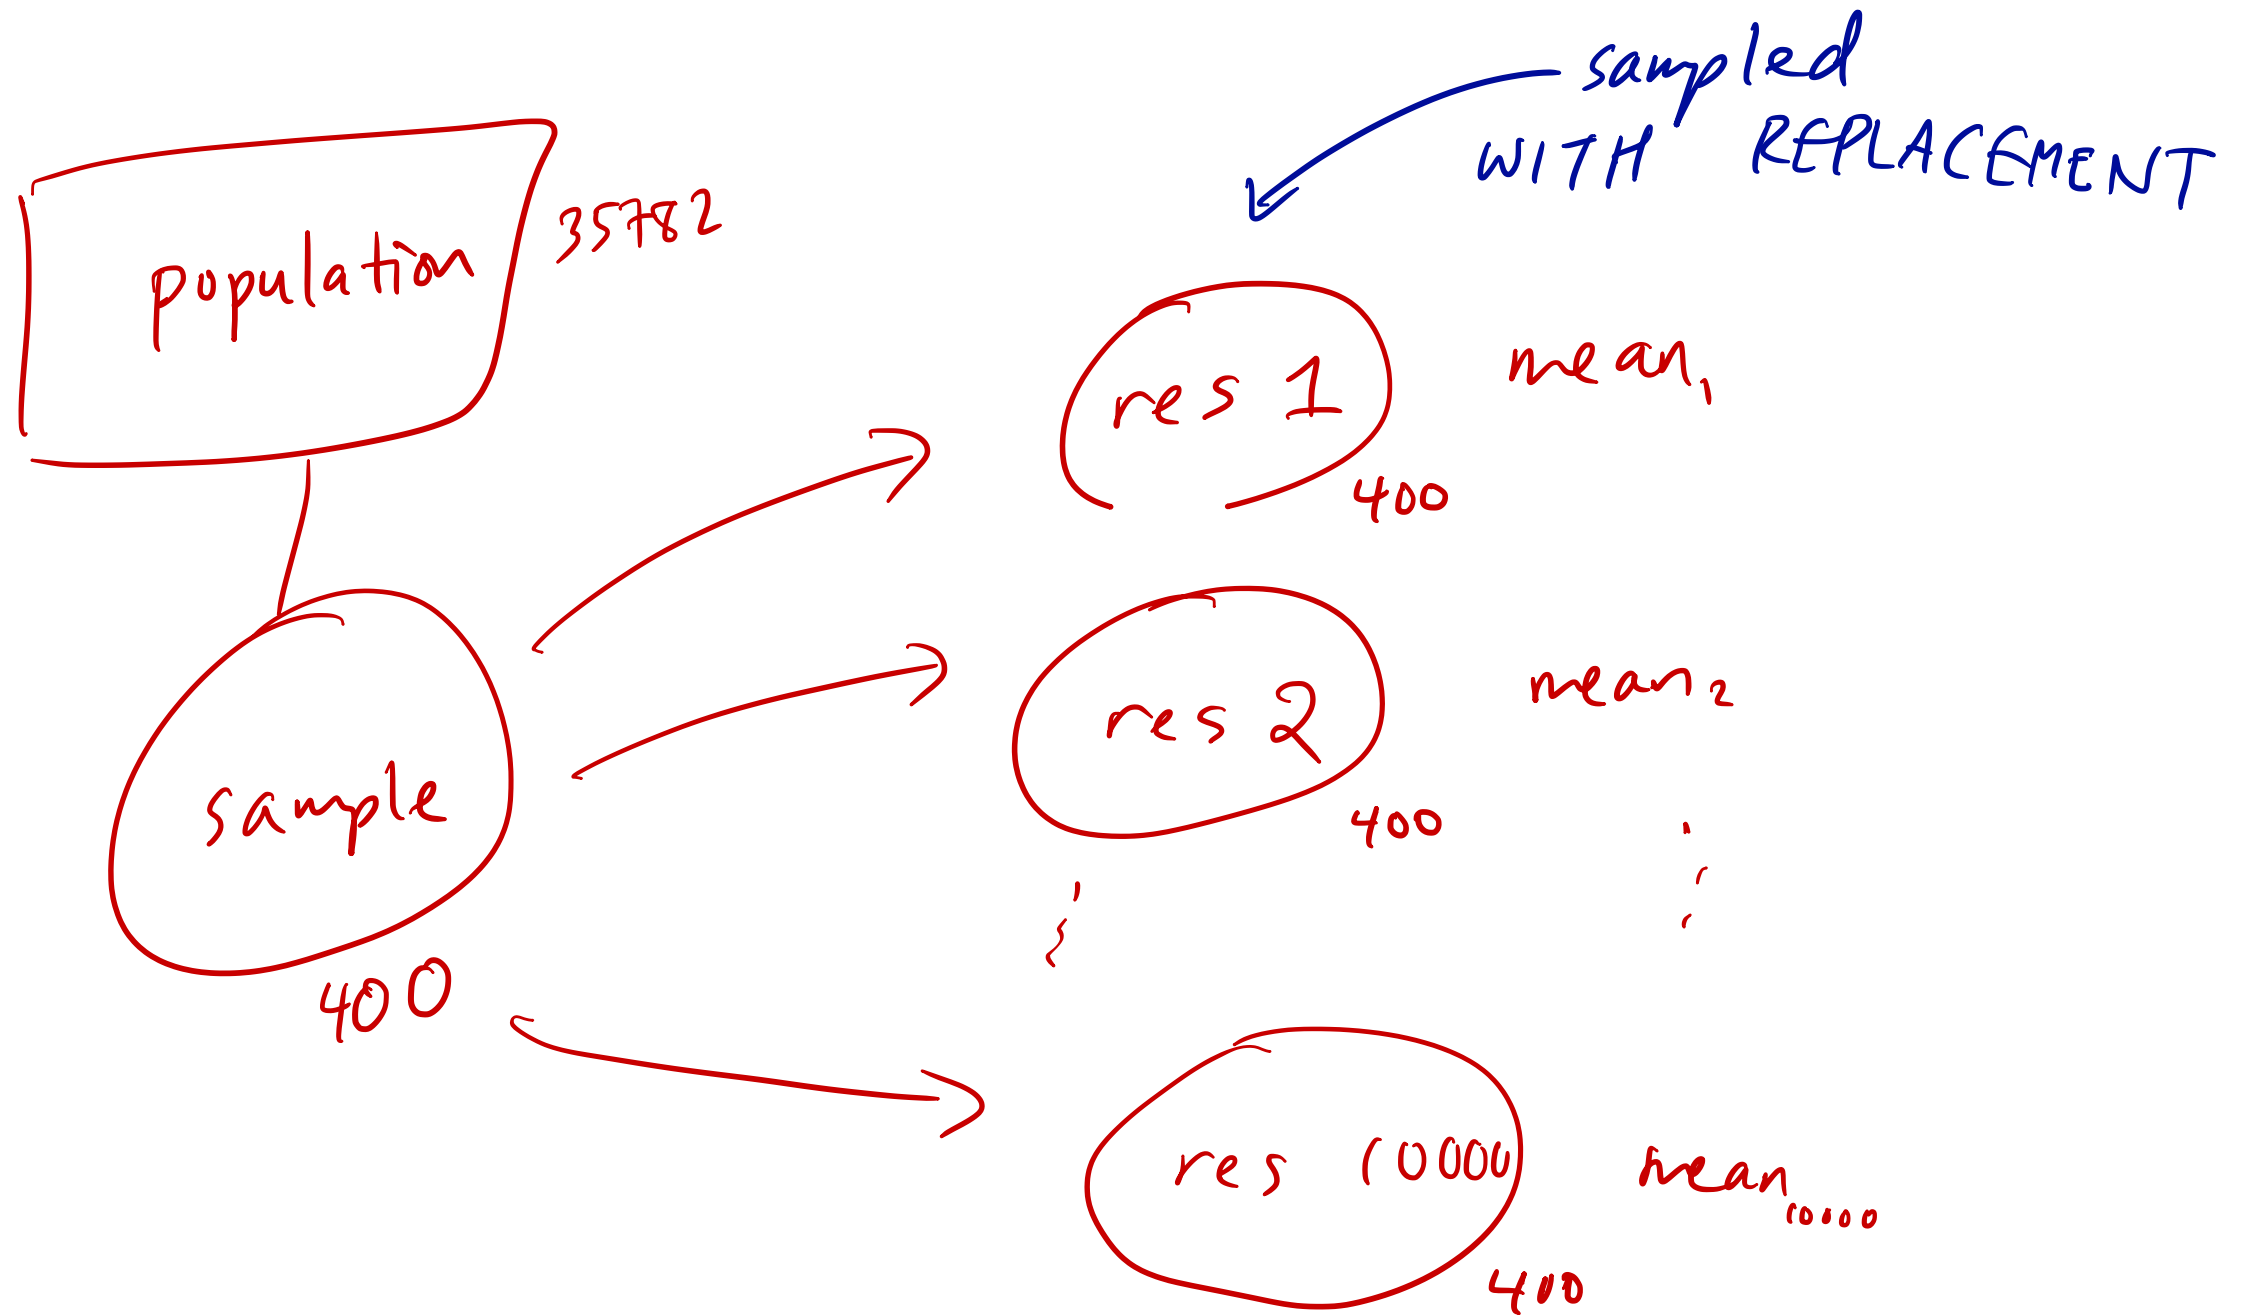 sampled
WITH REPLACEMENT
population
35782
res 1
mean₁
400
sample
400
res 2
mean₂
400
res 10000
mean₁₀₀₀₀
400